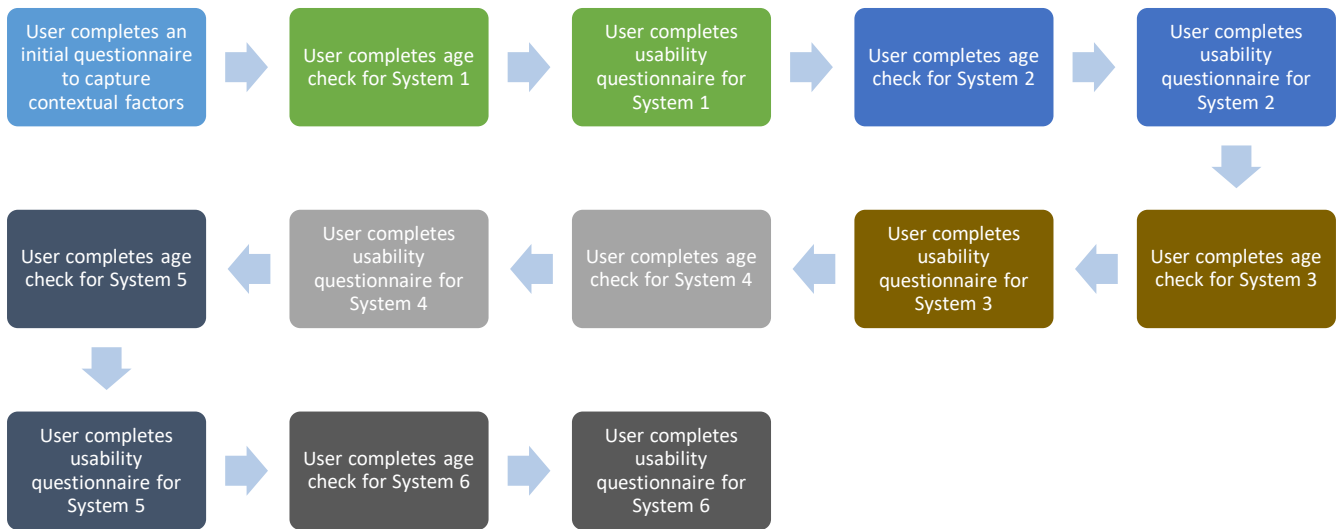 User completes an
initial questionnaire
to capture
contextual factors
User completes age
check for System 1
User completes
usability
questionnaire for
System 1
User completes age
check for System 2
User completes
usability
questionnaire for
System 2
User completes age
check for System 3
User completes
usability
questionnaire for
System 3
User completes age
check for System 4
User completes
usability
questionnaire for
System 4
User completes age
check for System 5
User completes
usability
questionnaire for
System 5
User completes age
check for System 6
User completes
usability
questionnaire for
System 6